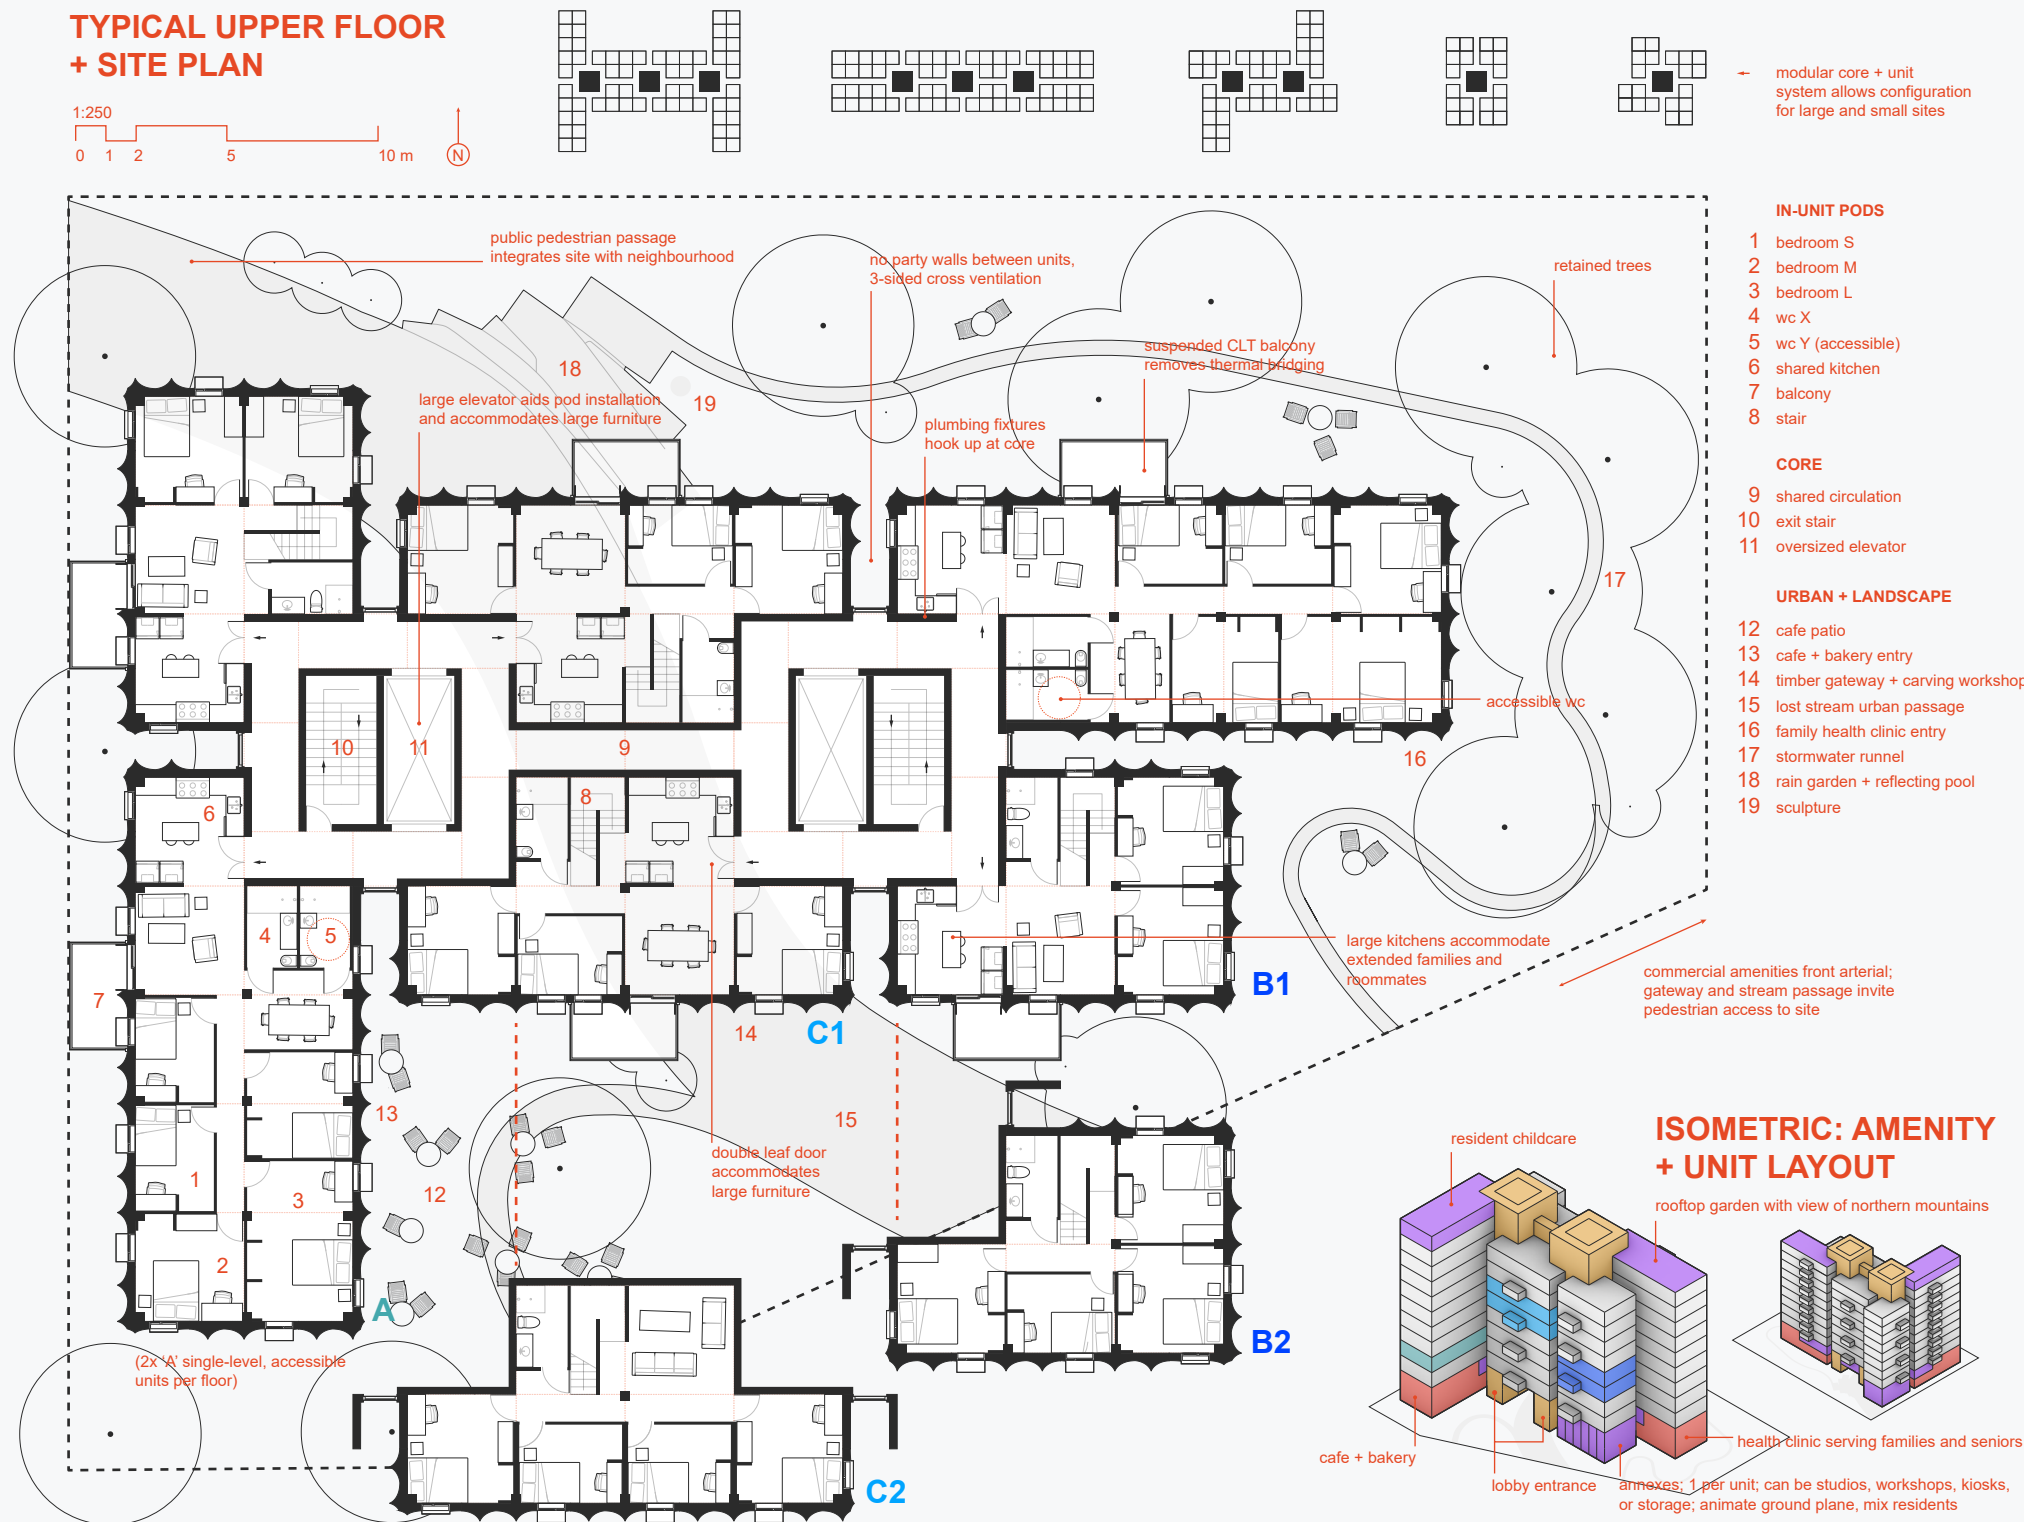 TYPICAL UPPER FLOOR
+ SITE PLAN
1:250
0 1 2 5 10 m
N
modular core + unit
system allows configuration
for large and small sites
public pedestrian passage
integrates site with neighbourhood
no party walls between units,
3-sided cross ventilation
retained trees
suspended CLT balcony
removes thermal bridging
18
19
large elevator aids pod installation
and accommodates large furniture
plumbing fixtures
hook up at core
17
accessible wc
10
11
9
16
6
8
4
5
7
large kitchens accommodate
extended families and
roommates
B1
commercial amenities front arterial;
gateway and stream passage invite
pedestrian access to site
14
C1
13
15
double leaf door
accommodates
large furniture
1
3
12
2
A
B2
(2x 'A' single-level, accessible
units per floor)
C2
IN-UNIT PODS
1 bedroom S
2 bedroom M
3 bedroom L
4 wc X
5 wc Y (accessible)
6 shared kitchen
7 balcony
8 stair
CORE
9 shared circulation
10 exit stair
11 oversized elevator
URBAN + LANDSCAPE
12 cafe patio
13 cafe + bakery entry
14 timber gateway + carving workshop
15 lost stream urban passage
16 family health clinic entry
17 stormwater runnel
18 rain garden + reflecting pool
19 sculpture
ISOMETRIC: AMENITY
+ UNIT LAYOUT
resident childcare
rooftop garden with view of northern mountains
cafe + bakery
lobby entrance
health clinic serving families and seniors
annexes; 1 per unit; can be studios, workshops, kiosks,
or storage; animate ground plane, mix residents